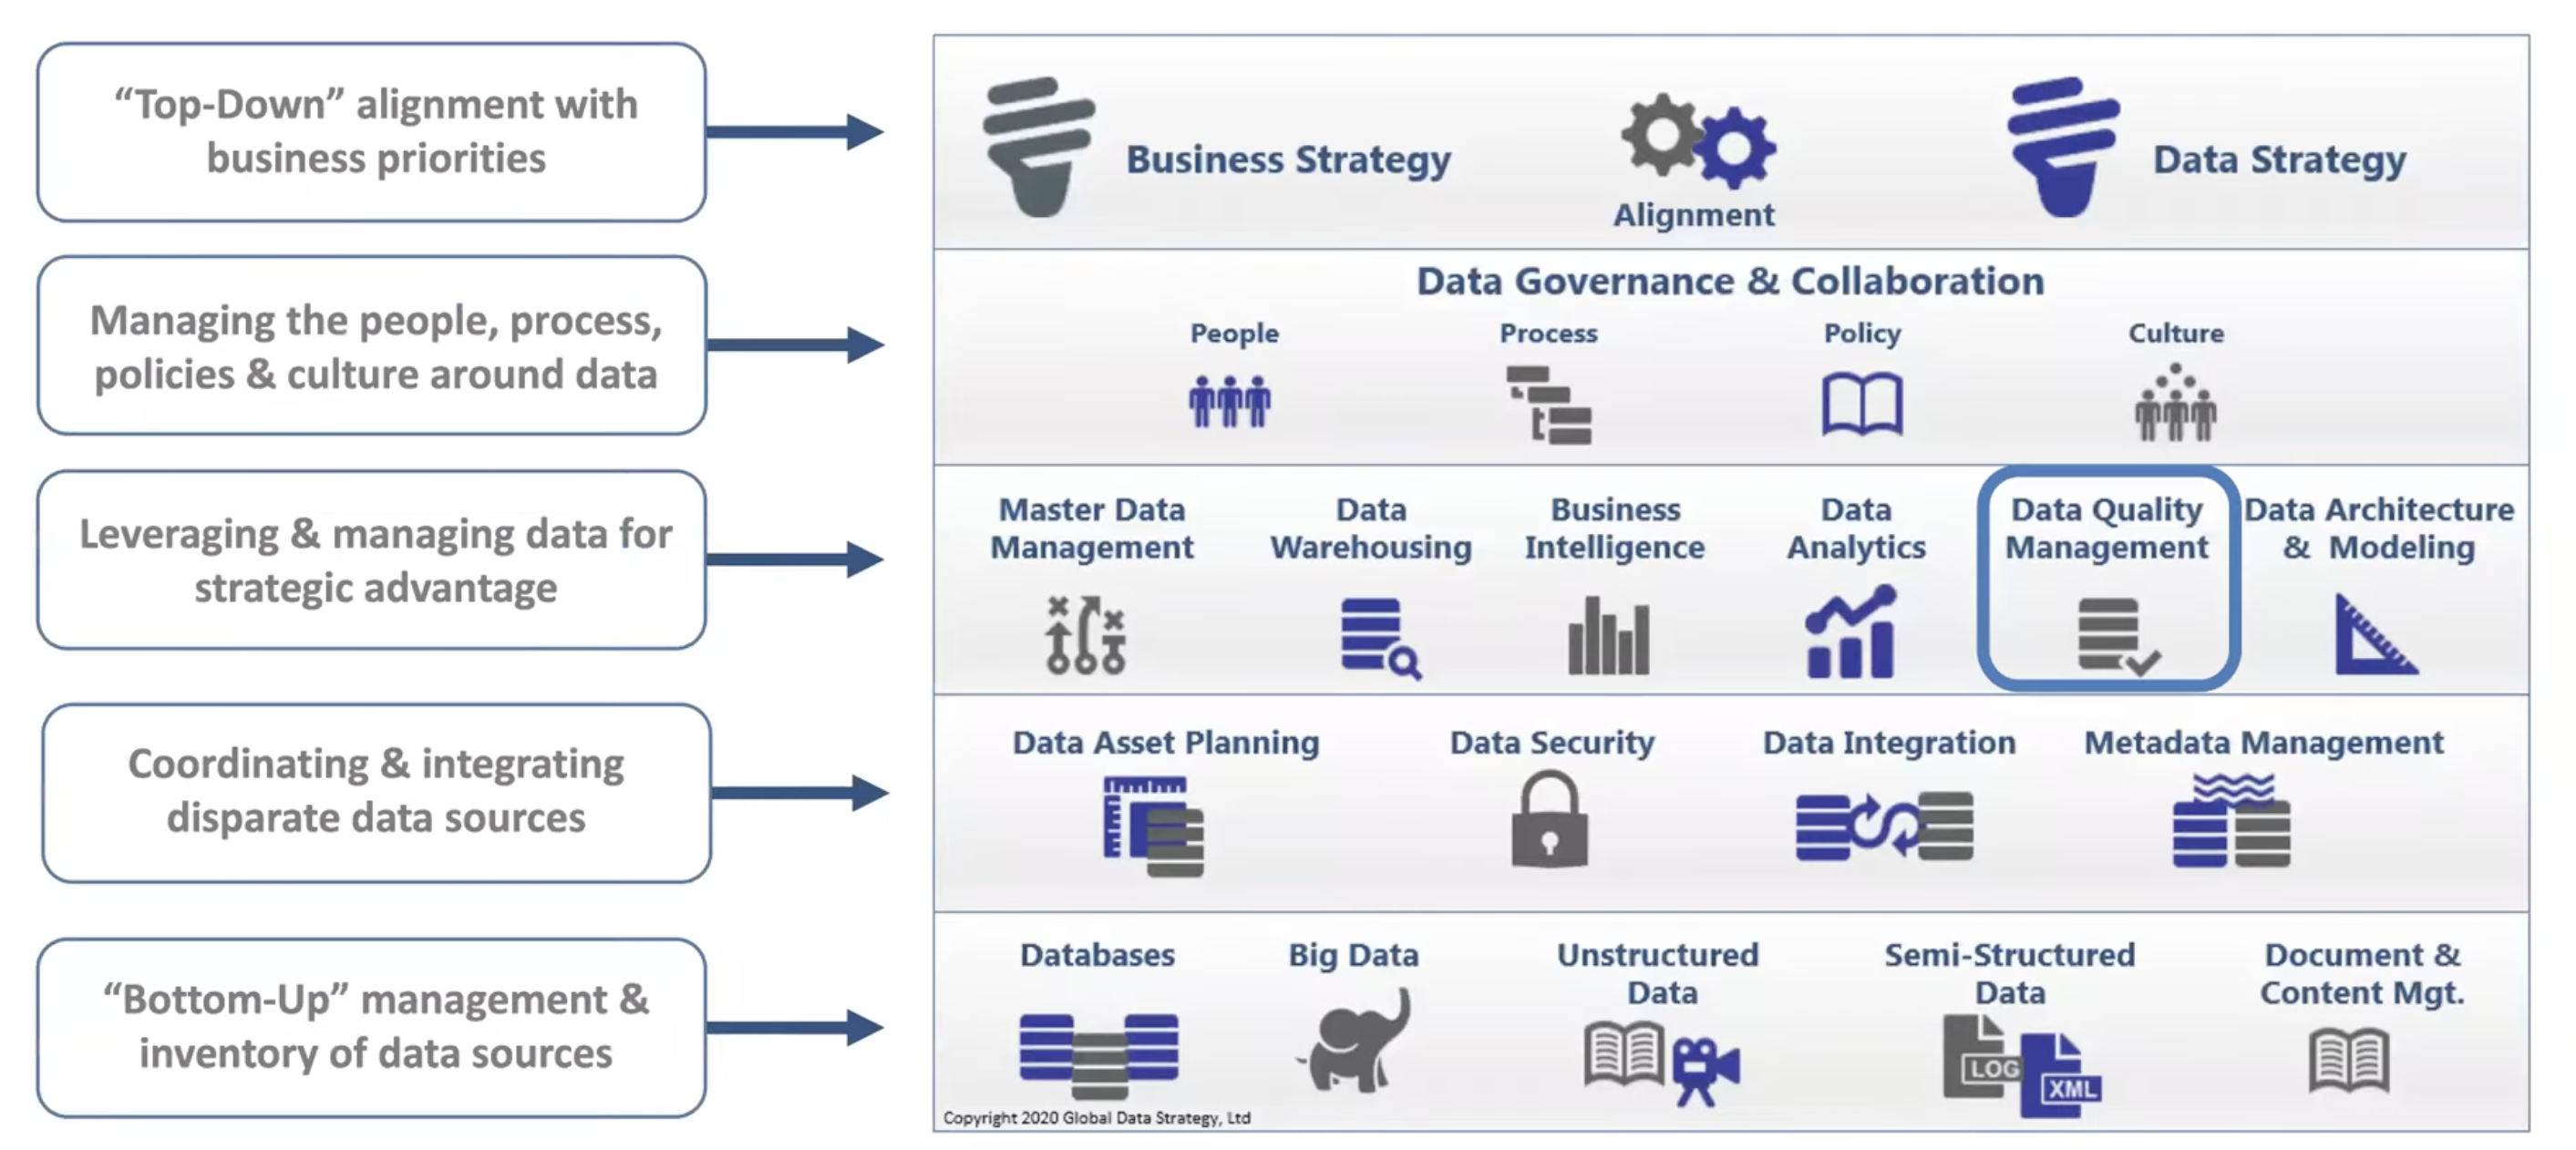 “Top-Down” alignment with
business priorities
Business Strategy
Alignment
Data Strategy
Managing the people, process,
policies & culture around data
Data Governance & Collaboration
People
Process
Policy
Culture
Leveraging & managing data for
strategic advantage
Master Data
Management
Data
Warehousing
Business
Intelligence
Data
Analytics
Data Quality
Management
Data Architecture
& Modeling
Coordinating & integrating
disparate data sources
Data Asset Planning
Data Security
Data Integration
Metadata Management
“Bottom-Up” management &
inventory of data sources
Databases
Big Data
Unstructured
Data
Semi-Structured
Data
LOG
XML
Document &
Content Mgt.
Copyright 2020 Global Data Strategy, Ltd